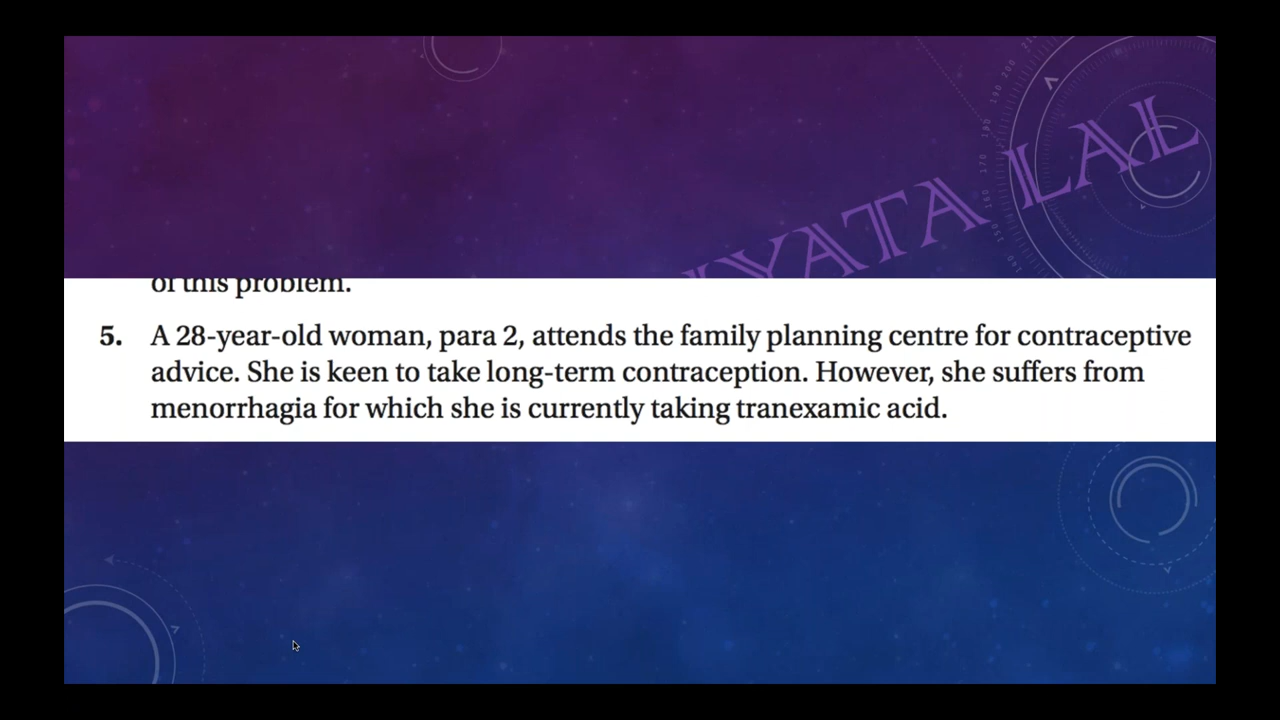 YATA LAL
of this problem.
5. A 28-year-old woman, para 2, attends the family planning centre for contraceptive
advice. She is keen to take long-term contraception. However, she suffers from
menorrhagia for which she is currently taking tranexamic acid.